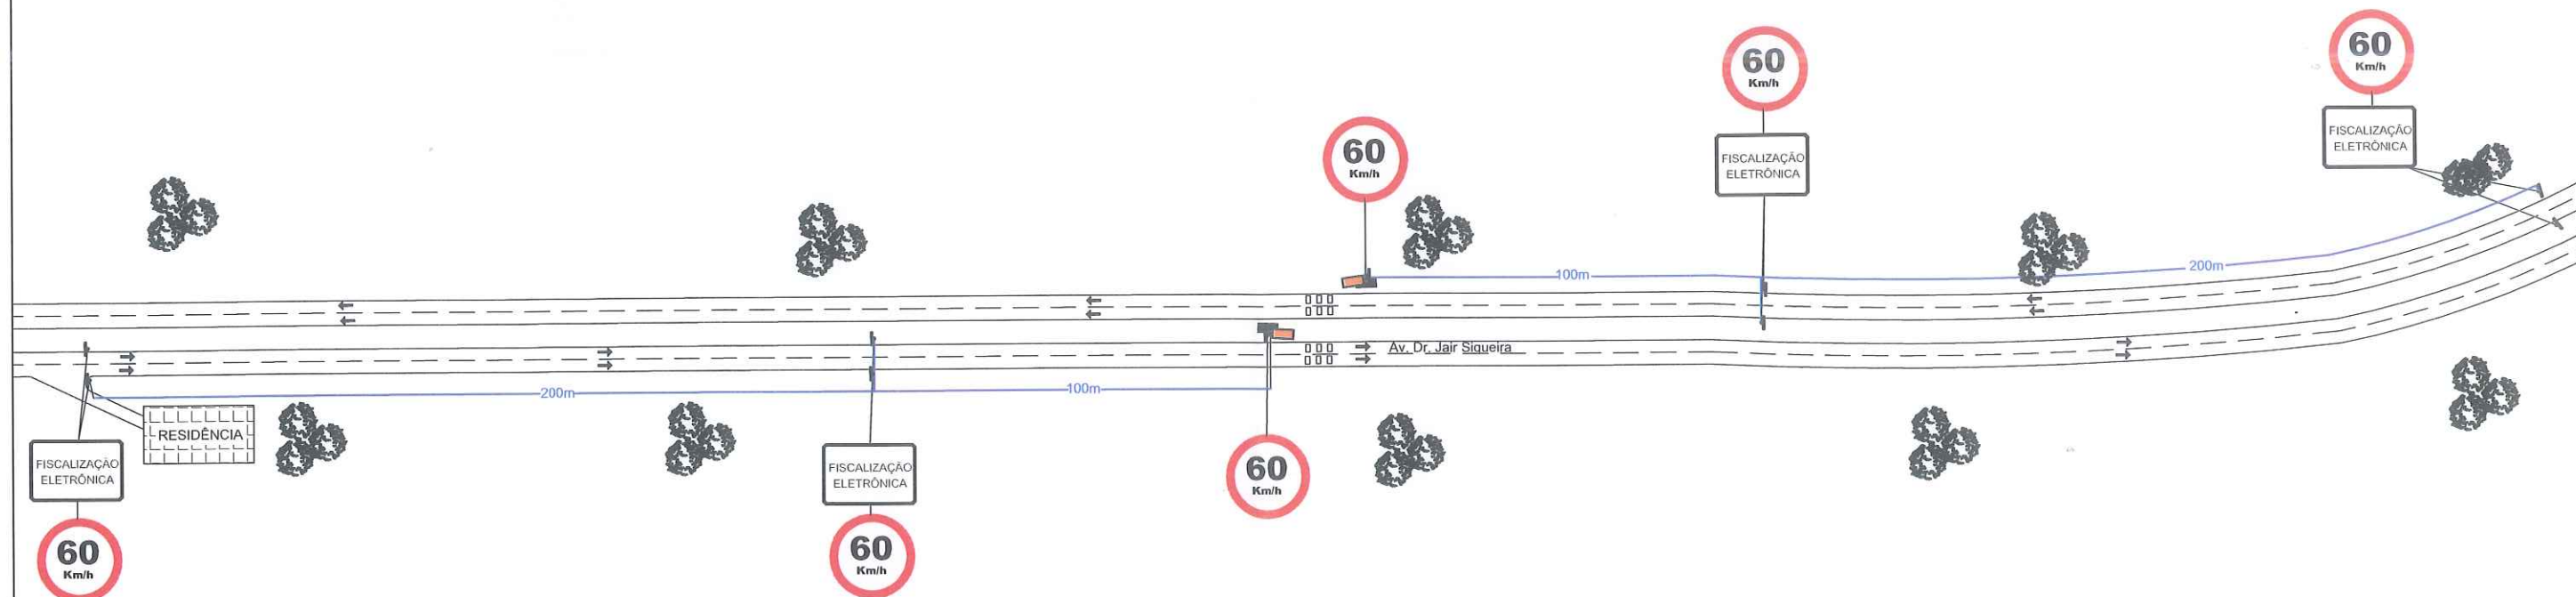 60
Km/h
FISCALIZAÇÃO
ELETRÔNICA
60
Km/h
FISCALIZAÇÃO
ELETRÔNICA
60
Km/h
100m
200m
Av. Dr. Jair Siqueira
200m
100m
RESIDÊNCIA
FISCALIZAÇÃO
ELETRÔNICA
60
Km/h
FISCALIZAÇÃO
ELETRÔNICA
60
Km/h
60
Km/h